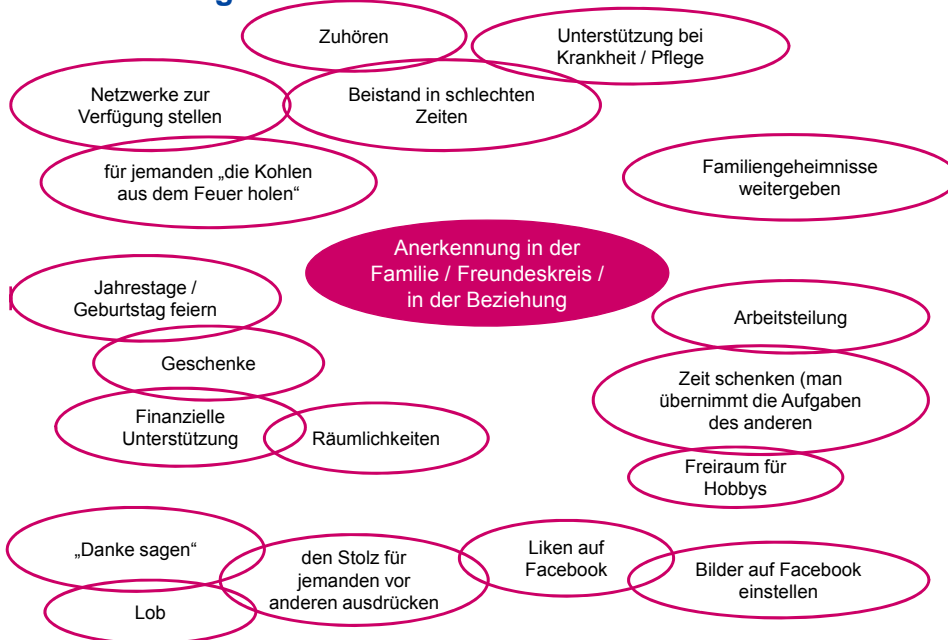 Zuhören
Unterstützung bei
Krankheit / Pflege
Netzwerke zur
Verfügung stellen
Beistand in schlechten
Zeiten
für jemanden „die Kohlen
aus dem Feuer holen“
Familiengeheimnisse
weitergeben
Anerkennung in der
Familie / Freundeskreis /
in der Beziehung
Jahrestage /
Geburtstag feiern
Arbeitsteilung
Geschenke
Zeit schenken (man
übernimmt die Aufgaben
des anderen
Finanzielle
Unterstützung
Räumlichkeiten
Freiraum für
Hobbys
„Danke sagen“
den Stolz für
jemanden vor
anderen ausdrücken
Liken auf
Facebook
Bilder auf Facebook
einstellen
Lob